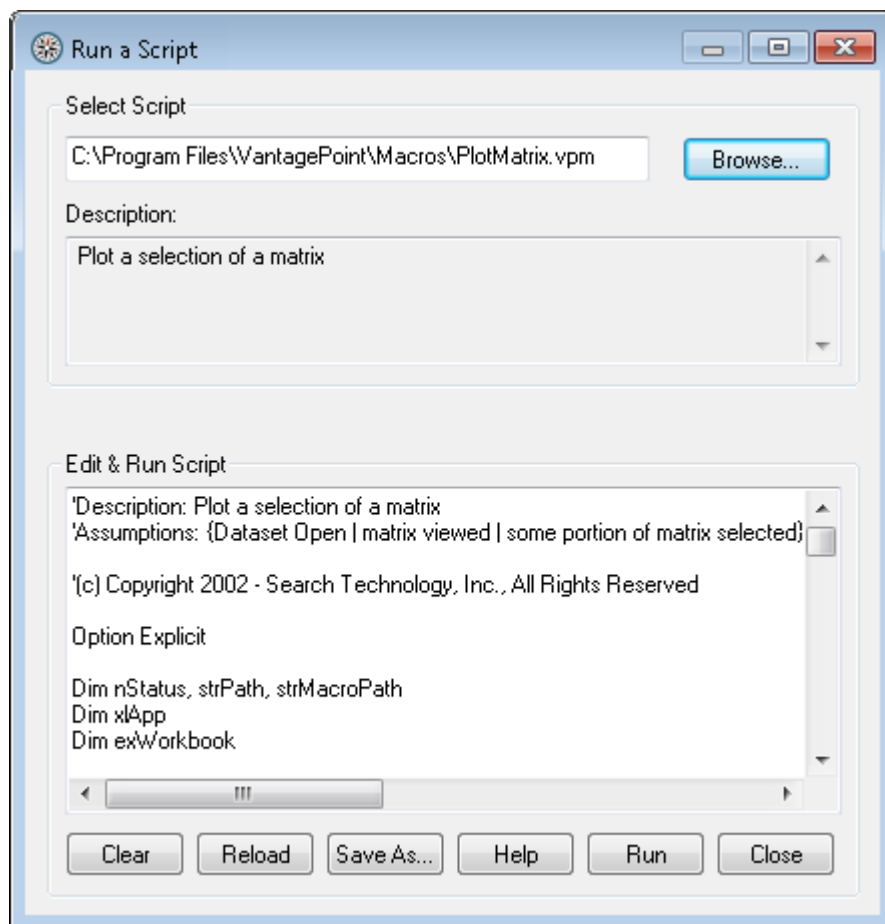 Run a Script
Select Script
C:\Program Files\VantagePoint\Macros\PlotMatrix.vpm
Browse...
Description:
Plot a selection of a matrix
Edit & Run Script
'Description: Plot a selection of a matrix
'Assumptions: {Dataset Open | matrix viewed | some portion of matrix selected}
'(c) Copyright 2002 - Search Technology, Inc., All Rights Reserved
Option Explicit
Dim nStatus, strPath, strMacroPath
Dim xlApp
Dim exWorkbook
Clear Reload Save As... Help Run Close